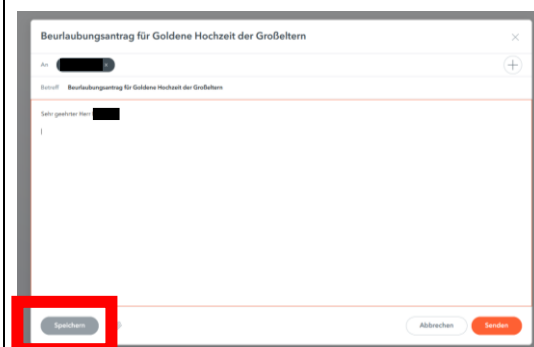 Beurlaubungsantrag für Goldene Hochzeit der Großeltern
An
Betreff Beurlaubungsantrag für Goldene Hochzeit der Großeltern
Sehr geehrter Herr
Speichern Abbrechen Senden